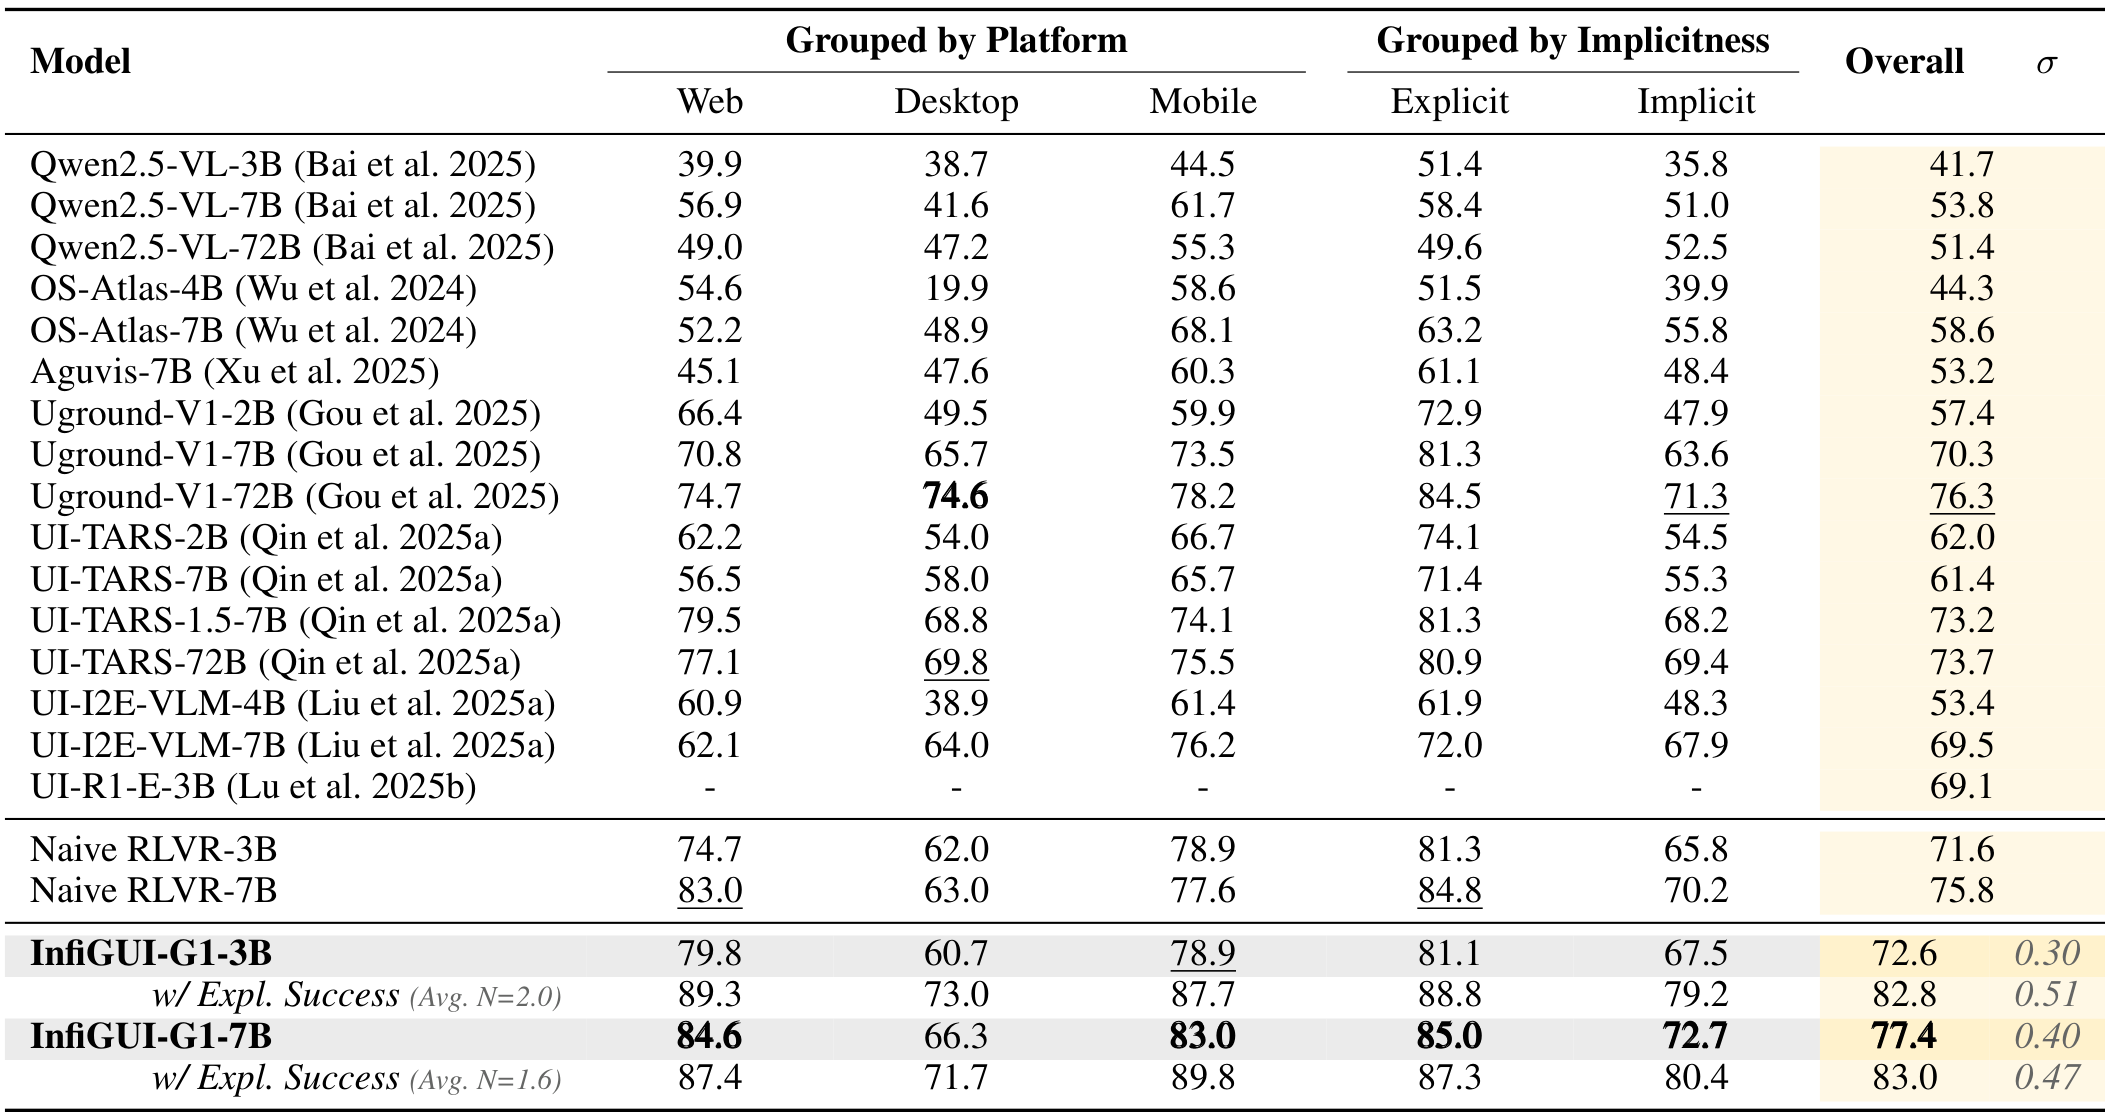 Model Grouped by Platform Grouped by Implicitness Overall σ
Web Desktop Mobile Explicit Implicit
Qwen2.5-VL-3B (Bai et al. 2025) 39.9 38.7 44.5 51.4 35.8 41.7
Qwen2.5-VL-7B (Bai et al. 2025) 56.9 41.6 61.7 58.4 51.0 53.8
Qwen2.5-VL-72B (Bai et al. 2025) 49.0 47.2 55.3 49.6 52.5 51.4
OS-Atlas-4B (Wu et al. 2024) 54.6 19.9 58.6 51.5 39.9 44.3
OS-Atlas-7B (Wu et al. 2024) 52.2 48.9 68.1 63.2 55.8 58.6
Aguvis-7B (Xu et al. 2025) 45.1 47.6 60.3 61.1 48.4 53.2
Uground-V1-2B (Gou et al. 2025) 66.4 49.5 59.9 72.9 47.9 57.4
Uground-V1-7B (Gou et al. 2025) 70.8 65.7 73.5 81.3 63.6 70.3
Uground-V1-72B (Gou et al. 2025) 74.7 74.6 78.2 84.5 71.3 76.3
UI-TARS-2B (Qin et al. 2025a) 62.2 54.0 66.7 74.1 54.5 62.0
UI-TARS-7B (Qin et al. 2025a) 56.5 58.0 65.7 71.4 55.3 61.4
UI-TARS-1.5-7B (Qin et al. 2025a) 79.5 68.8 74.1 81.3 68.2 73.2
UI-TARS-72B (Qin et al. 2025a) 77.1 69.8 75.5 80.9 69.4 73.7
UI-I2E-VLM-4B (Liu et al. 2025a) 60.9 38.9 61.4 61.9 48.3 53.4
UI-I2E-VLM-7B (Liu et al. 2025a) 62.1 64.0 76.2 72.0 67.9 69.5
UI-R1-E-3B (Lu et al. 2025b) - - - - - 69.1
Naive RLVR-3B 74.7 62.0 78.9 81.3 65.8 71.6
Naive RLVR-7B 83.0 63.0 77.6 84.8 70.2 75.8
InfiGUI-G1-3B 79.8 60.7 78.9 81.1 67.5 72.6 0.30
w/ Expl. Success (Avg. N=2.0) 89.3 73.0 87.7 88.8 79.2 82.8 0.51
InfiGUI-G1-7B 84.6 66.3 83.0 85.0 72.7 77.4 0.40
w/ Expl. Success (Avg. N=1.6) 87.4 71.7 89.8 87.3 80.4 83.0 0.47